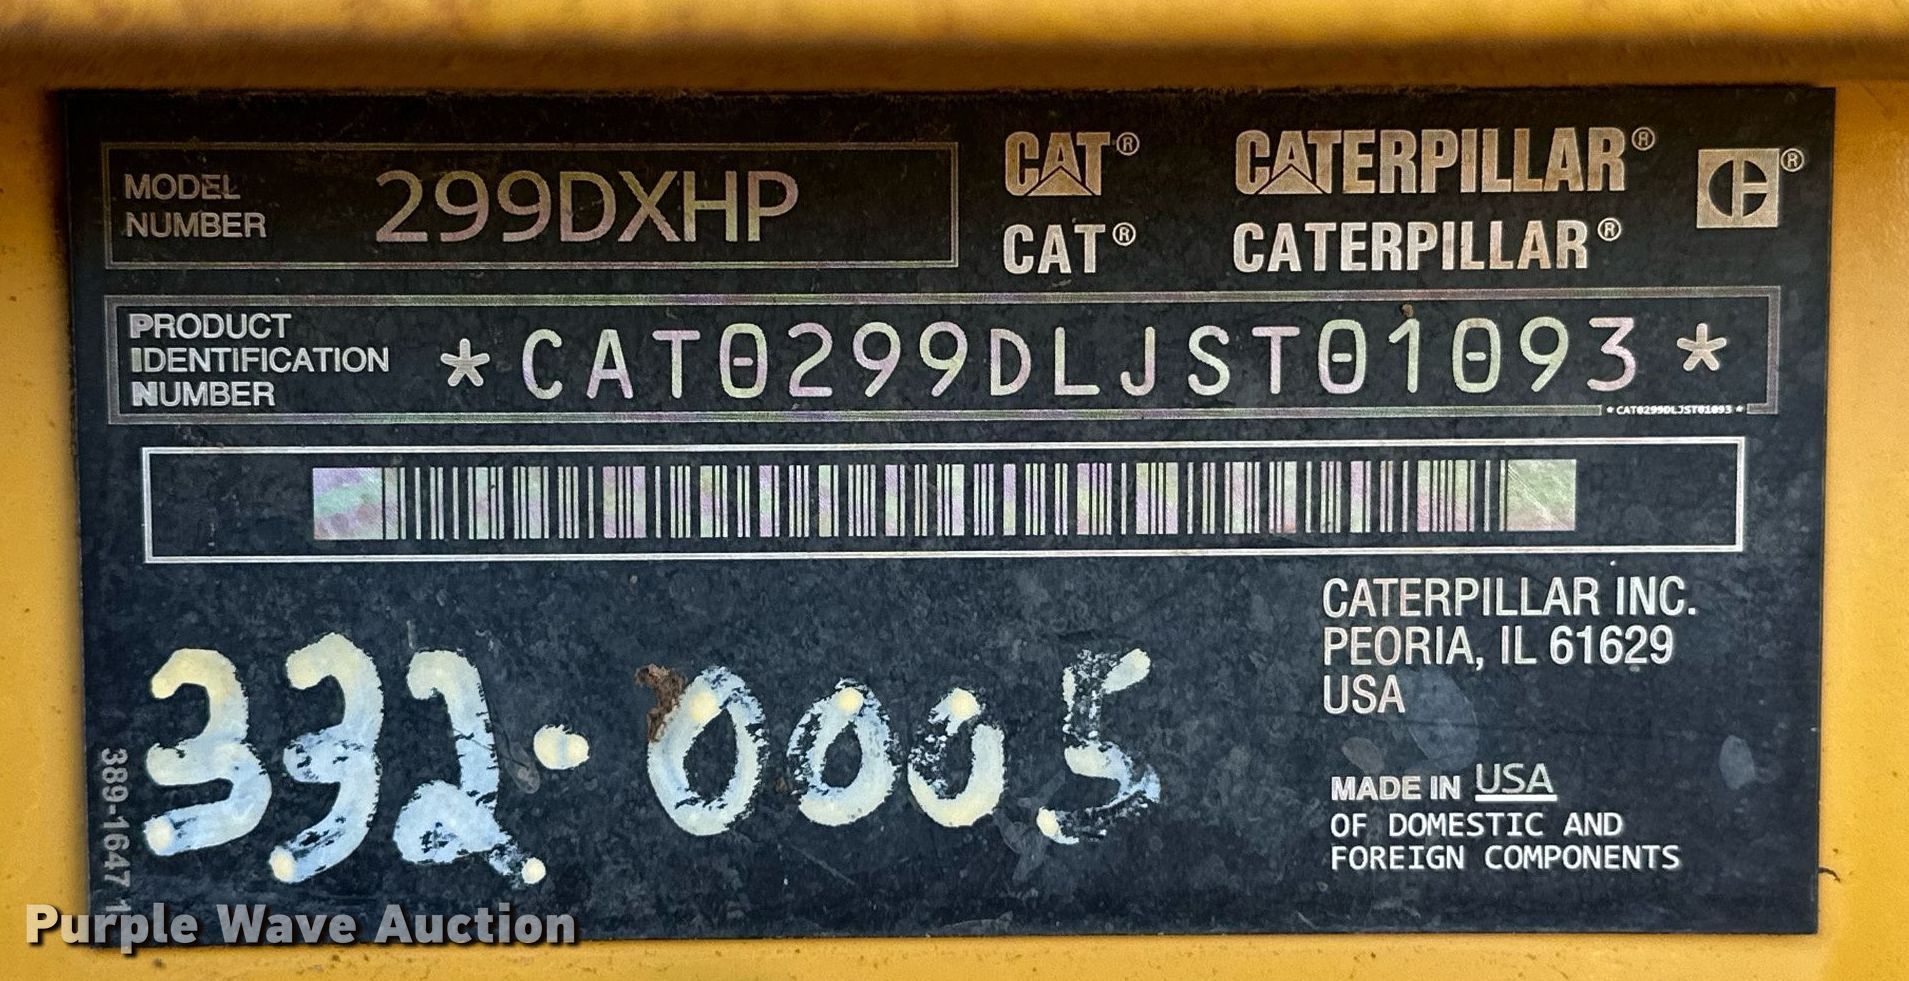 MODEL NUMBER 299DXHP
CAT® CATERPILLAR®
CAT® CATERPILLAR®
PRODUCT
IDENTIFICATION
NUMBER
*CAT0299DLJST01093*
*CAT0299DLJST01093*
332.0005
CATERPILLAR INC.
PEORIA, IL 61629
USA
MADE IN USA
OF DOMESTIC AND
FOREIGN COMPONENTS
389-1647 1
Purple Wave Auction